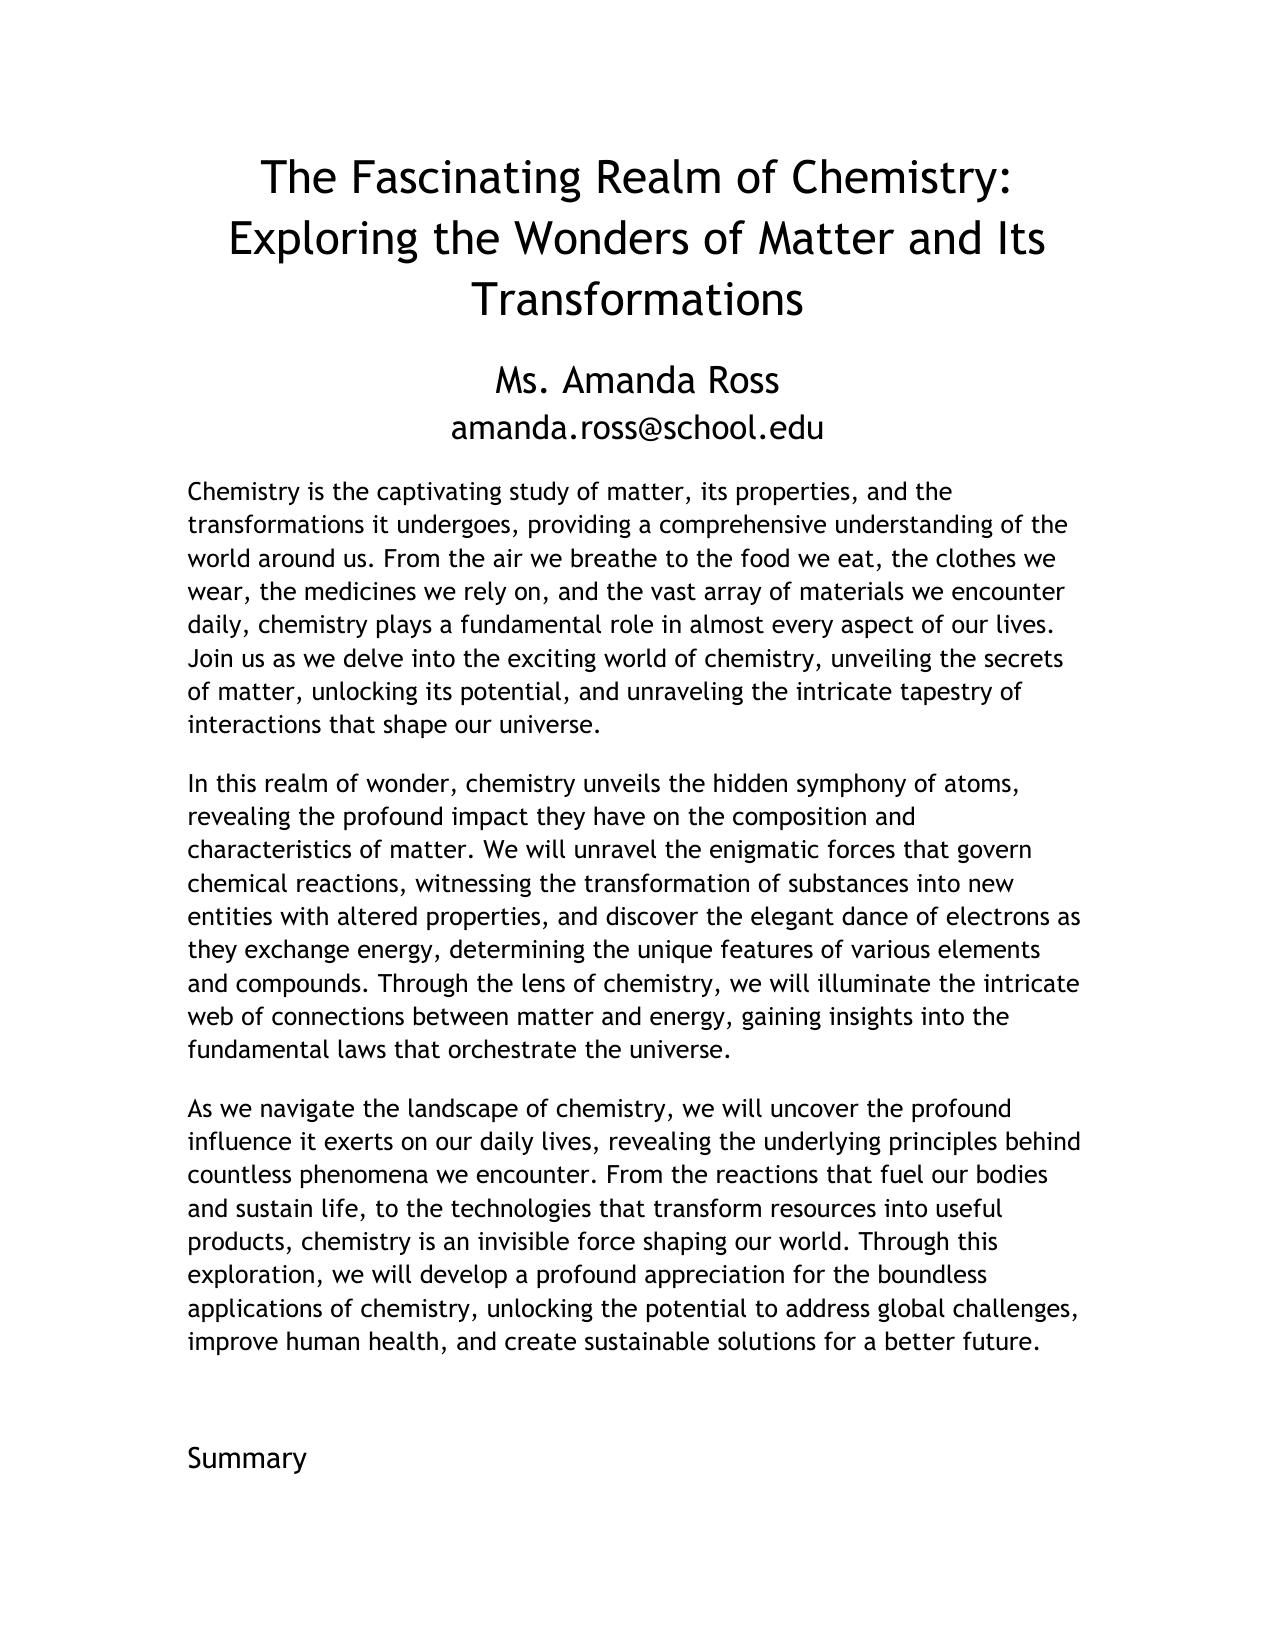 The Fascinating Realm of Chemistry:
Exploring the Wonders of Matter and Its
Transformations
Ms. Amanda Ross
amanda.ross@school.edu
Chemistry is the captivating study of matter, its properties, and the
transformations it undergoes, providing a comprehensive understanding of the
world around us. From the air we breathe to the food we eat, the clothes we
wear, the medicines we rely on, and the vast array of materials we encounter
daily, chemistry plays a fundamental role in almost every aspect of our lives.
Join us as we delve into the exciting world of chemistry, unveiling the secrets
of matter, unlocking its potential, and unraveling the intricate tapestry of
interactions that shape our universe.
In this realm of wonder, chemistry unveils the hidden symphony of atoms,
revealing the profound impact they have on the composition and
characteristics of matter. We will unravel the enigmatic forces that govern
chemical reactions, witnessing the transformation of substances into new
entities with altered properties, and discover the elegant dance of electrons as
they exchange energy, determining the unique features of various elements
and compounds. Through the lens of chemistry, we will illuminate the intricate
web of connections between matter and energy, gaining insights into the
fundamental laws that orchestrate the universe.
As we navigate the landscape of chemistry, we will uncover the profound
influence it exerts on our daily lives, revealing the underlying principles behind
countless phenomena we encounter. From the reactions that fuel our bodies
and sustain life, to the technologies that transform resources into useful
products, chemistry is an invisible force shaping our world. Through this
exploration, we will develop a profound appreciation for the boundless
applications of chemistry, unlocking the potential to address global challenges,
improve human health, and create sustainable solutions for a better future.
Summary